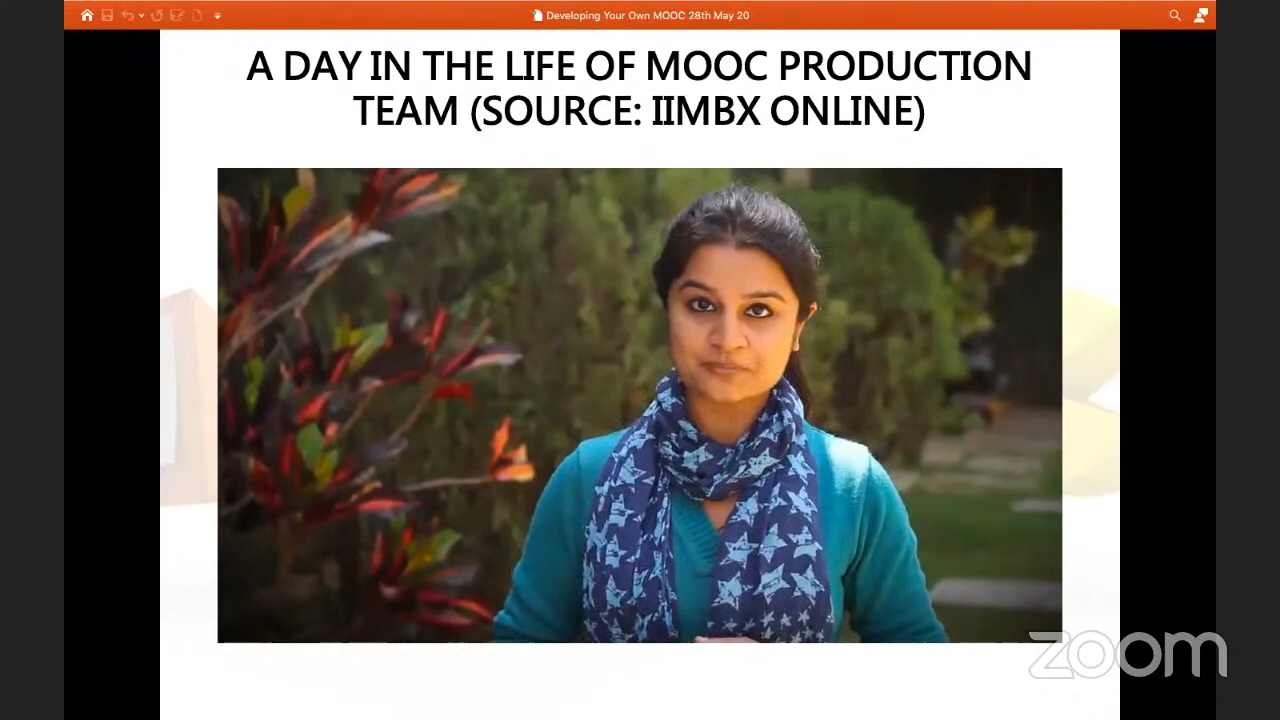 Developing Your Own MOOC 28th May 20
A DAY IN THE LIFE OF MOOC PRODUCTION
TEAM (SOURCE: IIMBX ONLINE)
zoom